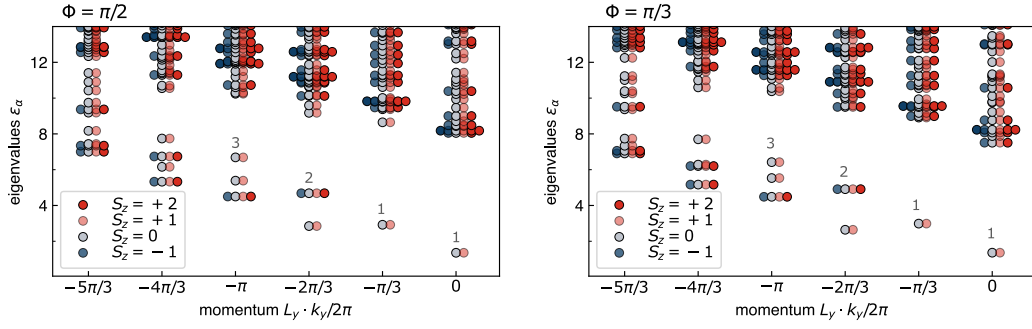 Φ = π/2
eigenvalues ε_α
12
8
4
3
2
1
1
S_z = + 2
S_z = + 1
S_z = 0
S_z = − 1
−5π/3 −4π/3 −π −2π/3 −π/3 0
momentum L_y · k_y/2π
Φ = π/3
eigenvalues ε_α
12
8
4
3
2
1
1
S_z = + 2
S_z = + 1
S_z = 0
S_z = − 1
−5π/3 −4π/3 −π −2π/3 −π/3 0
momentum L_y · k_y/2π